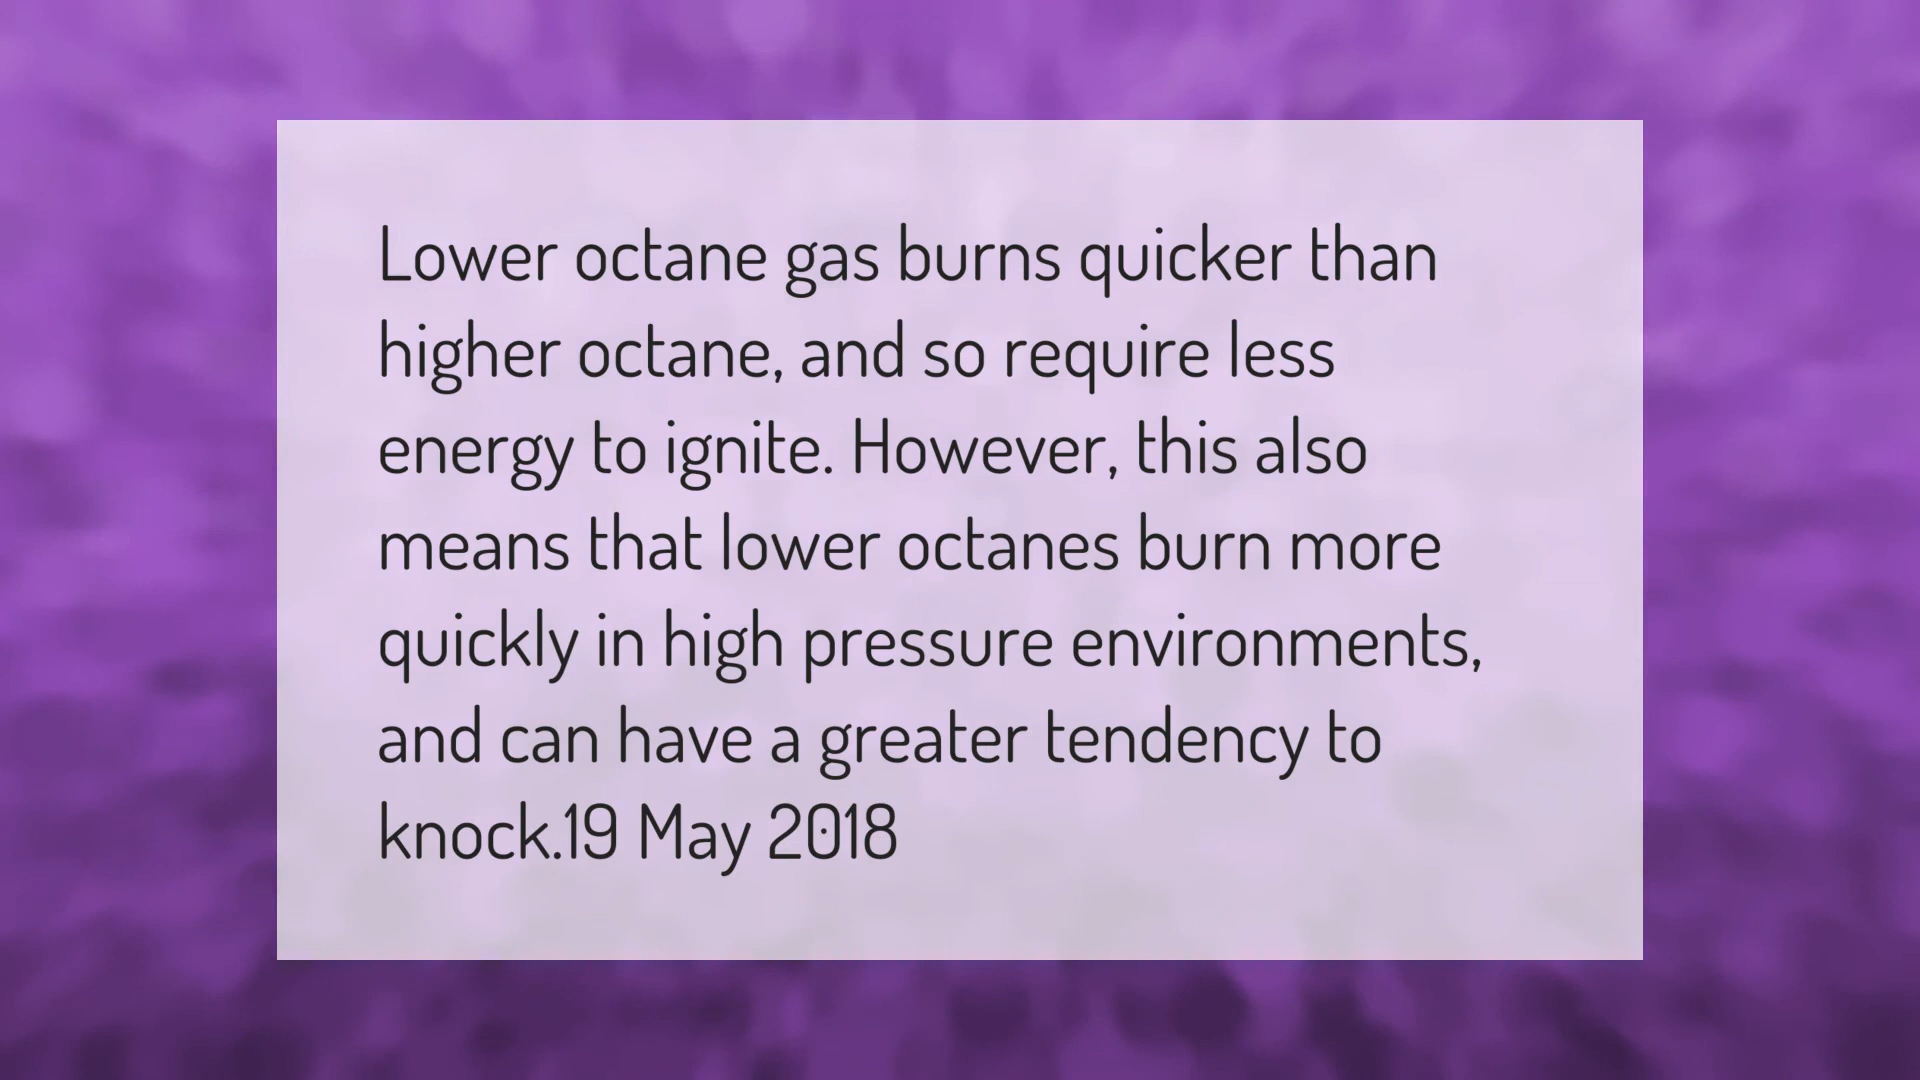 Lower octane gas burns quicker than
higher octane, and so require less
energy to ignite. However, this also
means that lower octanes burn more
quickly in high pressure environments,
and can have a greater tendency to
knock.19 May 2018